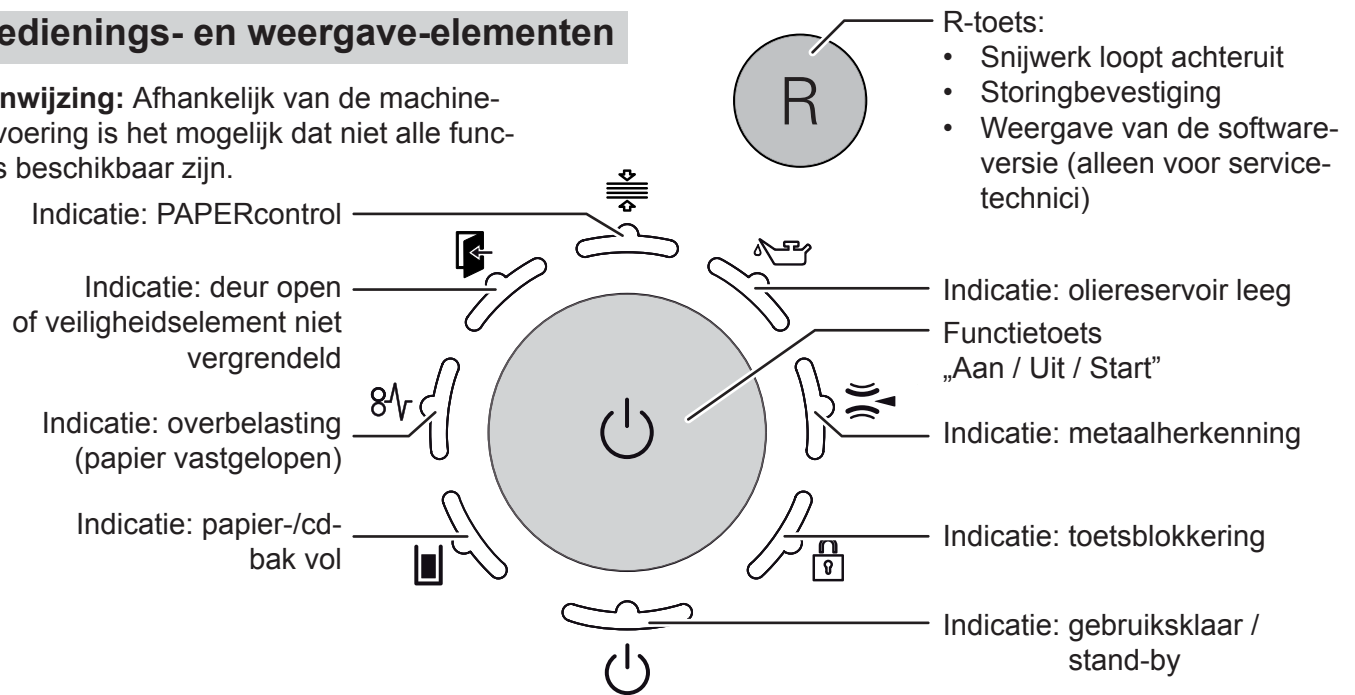 edienings- en weergave-elementen
nwijzing: Afhankelijk van de machine-
voering is het mogelijk dat niet alle func-
s beschikbaar zijn.
R
R-toets:
• Snijwerk loopt achteruit
• Storingbevestiging
• Weergave van de software-
versie (alleen voor service-
technici)
Indicatie: PAPERcontrol
Indicatie: deur open
of veiligheidselement niet
vergrendeld
Indicatie: overbelasting
(papier vastgelopen)
Indicatie: papier-/cd-
bak vol
Indicatie: oliereservoir leeg
Functietoets
„Aan / Uit / Start”
Indicatie: metaalherkenning
Indicatie: toetsblokkering
Indicatie: gebruiksklaar /
stand-by